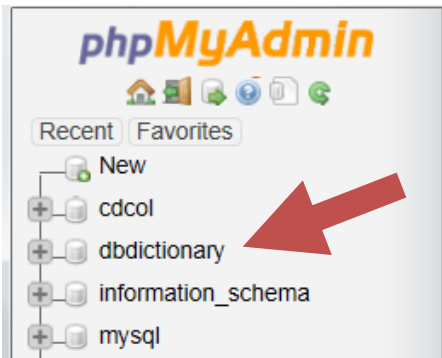 phpMyAdmin
Recent Favorites
New
cdcol
dbdictionary
information_schema
mysql